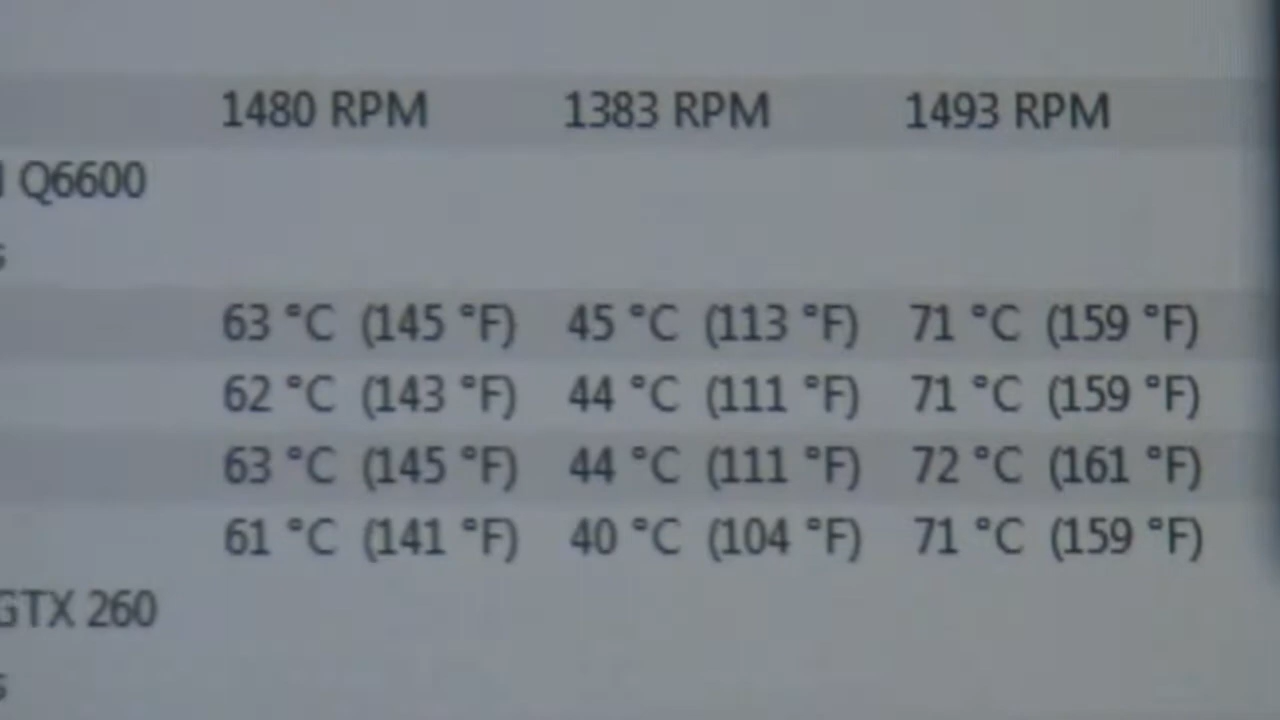 1480 RPM 1383 RPM 1493 RPM
Q6600
63 °C (145 °F) 45 °C (113 °F) 71 °C (159 °F)
62 °C (143 °F) 44 °C (111 °F) 71 °C (159 °F)
63 °C (145 °F) 44 °C (111 °F) 72 °C (161 °F)
61 °C (141 °F) 40 °C (104 °F) 71 °C (159 °F)
GTX 260